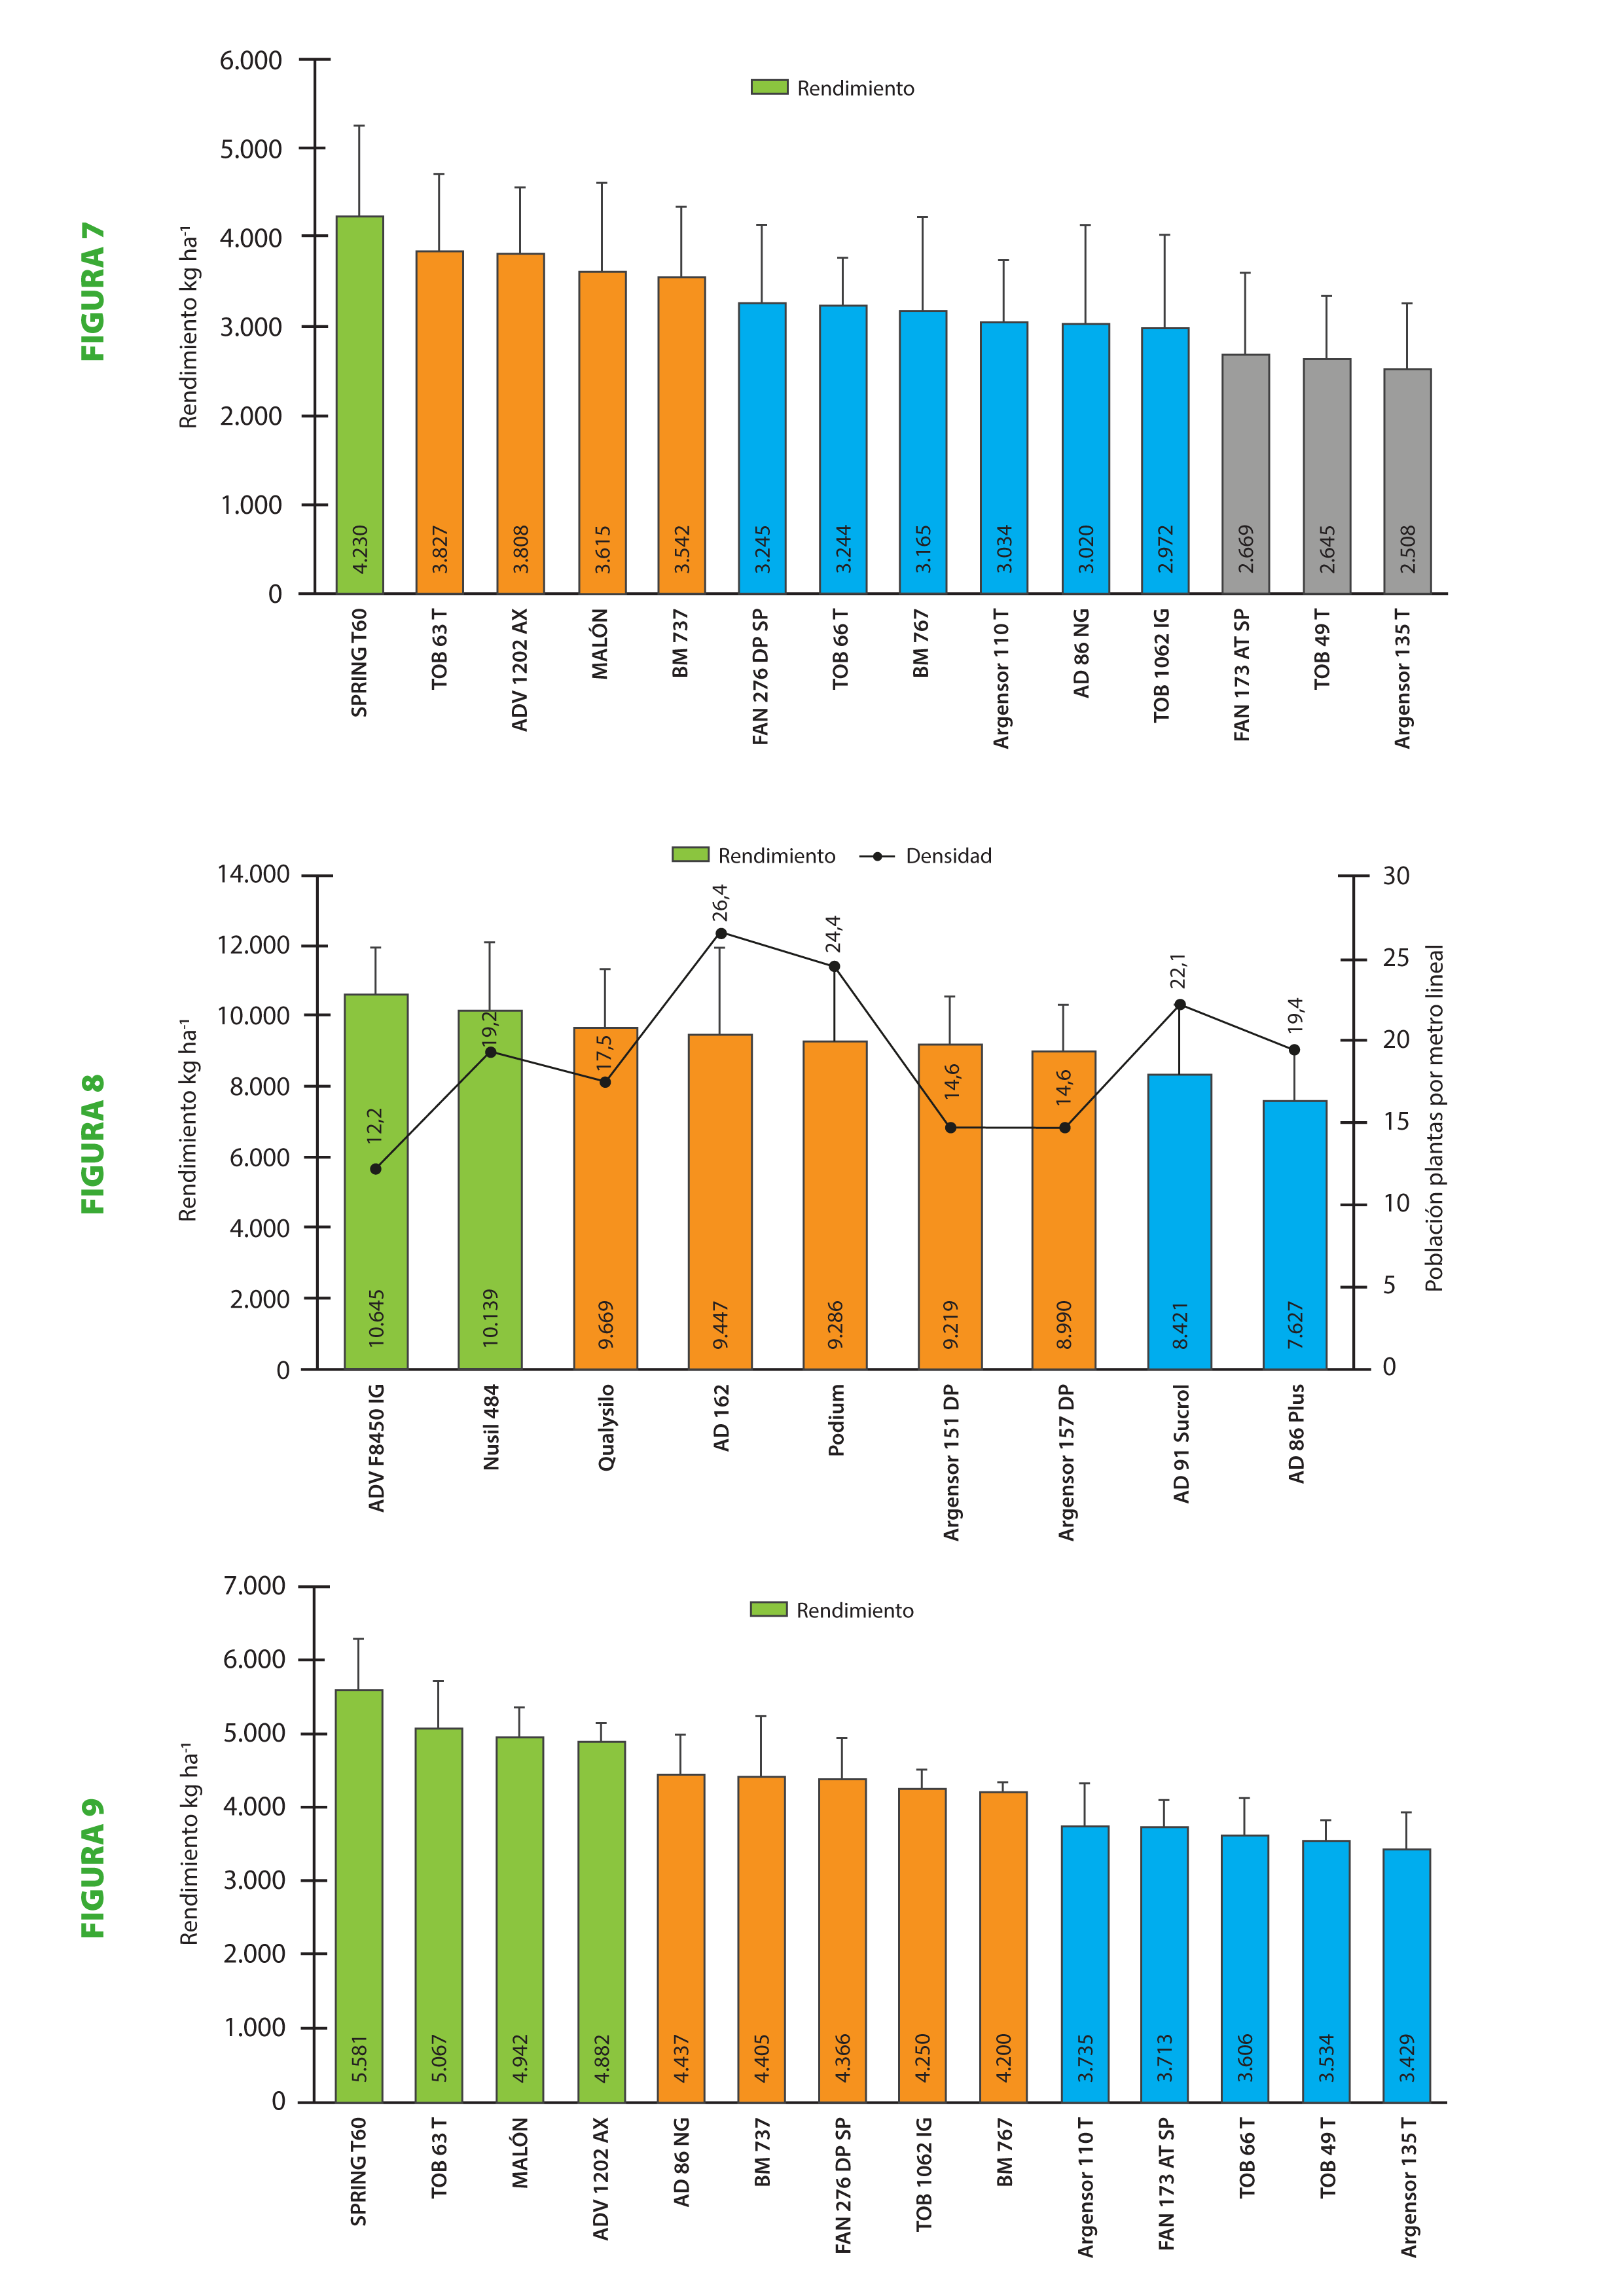 FIGURA 7
Rendimiento kg ha⁻¹
6.000
5.000
4.000
3.000
2.000
1.000
0
Rendimiento
4.230
3.827
3.808
3.615
3.542
3.245
3.244
3.165
3.034
3.020
2.972
2.669
2.645
2.508
SPRING T60
TOB 63 T
ADV 1202 AX
MALÓN
BM 737
FAN 276 DP SP
TOB 66 T
BM 767
Argensor 110 T
AD 86 NG
TOB 1062 IG
FAN 173 AT SP
TOB 49 T
Argensor 135 T
FIGURA 8
Rendimiento kg ha⁻¹
14.000
12.000
10.000
8.000
6.000
4.000
2.000
0
Rendimiento
Densidad
12,2
19,2
17,5
26,4
24,4
14,6
14,6
22,1
19,4
10.645
10.139
9.669
9.447
9.286
9.219
8.990
8.421
7.627
30
25
20
15
10
5
0
Población plantas por metro lineal
ADV F8450 IG
Nusil 484
Qualysilo
AD 162
Podium
Argensor 151 DP
Argensor 157 DP
AD 91 Sucrol
AD 86 Plus
FIGURA 9
Rendimiento kg ha⁻¹
7.000
6.000
5.000
4.000
3.000
2.000
1.000
0
Rendimiento
5.581
5.067
4.942
4.882
4.437
4.405
4.366
4.250
4.200
3.735
3.713
3.606
3.534
3.429
SPRING T60
TOB 63 T
MALÓN
ADV 1202 AX
AD 86 NG
BM 737
FAN 276 DP SP
TOB 1062 IG
BM 767
Argensor 110 T
FAN 173 AT SP
TOB 66 T
TOB 49 T
Argensor 135 T